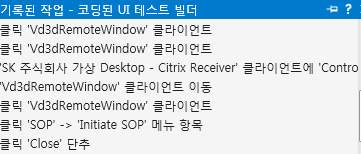 기록된 작업 - 코딩된 UI 테스트 빌더
클릭 'Vd3dRemoteWindow' 클라이언트
클릭 'Vd3dRemoteWindow' 클라이언트
'SK 주식회사 가상 Desktop - Citrix Receiver' 클라이언트에 'Contro
'Vd3dRemoteWindow' 클라이언트 이동
클릭 'Vd3dRemoteWindow' 클라이언트
클릭 'SOP' -> 'Initiate SOP' 메뉴 항목
클릭 'Close' 단추